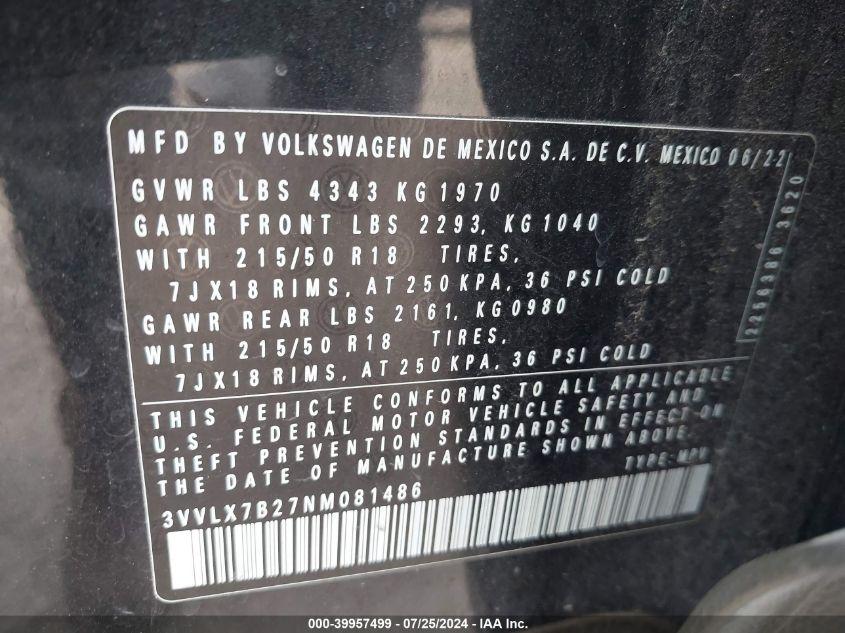 MFD BY VOLKSWAGEN DE MEXICO S.A. DE C.V. MEXICO 06/22
GVWR LBS 4343 KG 1970
GAWR FRONT LBS 2293, KG 1040
WITH 215/50 R18 TIRES,
7JX18 RIMS, AT 250 KPA, 36 PSI COLD
GAWR REAR LBS 2161, KG0980
WITH 215/50 R18 TIRES,
7JX18 RIMS, AT 250 KPA, 36 PSI COLD
THIS VEHICLE CONFORMS TO ALL APPLICABLE
U.S. FEDERAL MOTOR VEHICLE SAFETY AND
THEFT PREVENTION STANDARDS IN EFFECT ON
THE DATE OF MANUFACTURE SHOWN ABOVE.
TYPE: MPV
3VVLX7B27NM081486
3620
000-39957499 / 07/25/2024 - IAA Inc.